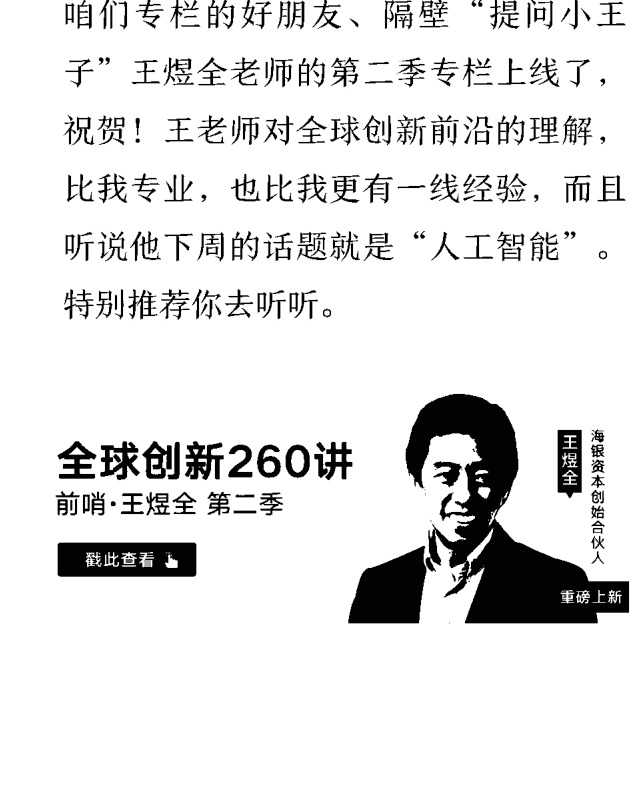 咱们专栏的好朋友、隔壁“提问小王
子”王煜全老师的第二季专栏上线了，
祝贺！王老师对全球创新前沿的理解，
比我专业，也比我更有一线经验，而且
听说他下周的话题就是“人工智能”。
特别推荐你去听听。
全球创新260讲
前哨·王煜全 第二季
戳此查看
王煜全
海银资本创始合伙人
重磅上新